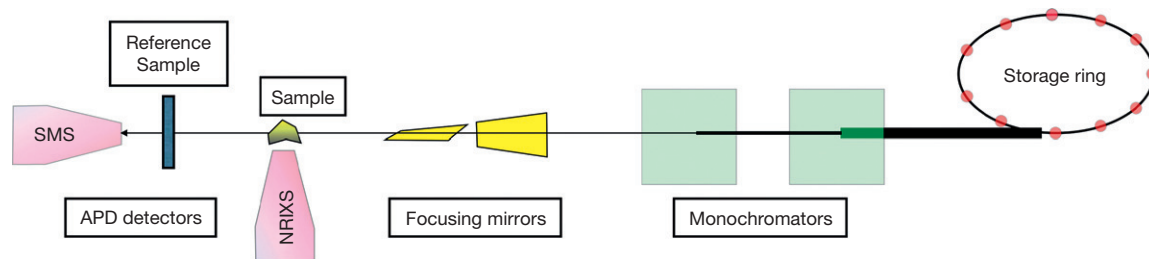 Reference
Sample
Storage ring
Sample
SMS
NRIXS
APD detectors
Focusing mirrors
Monochromators